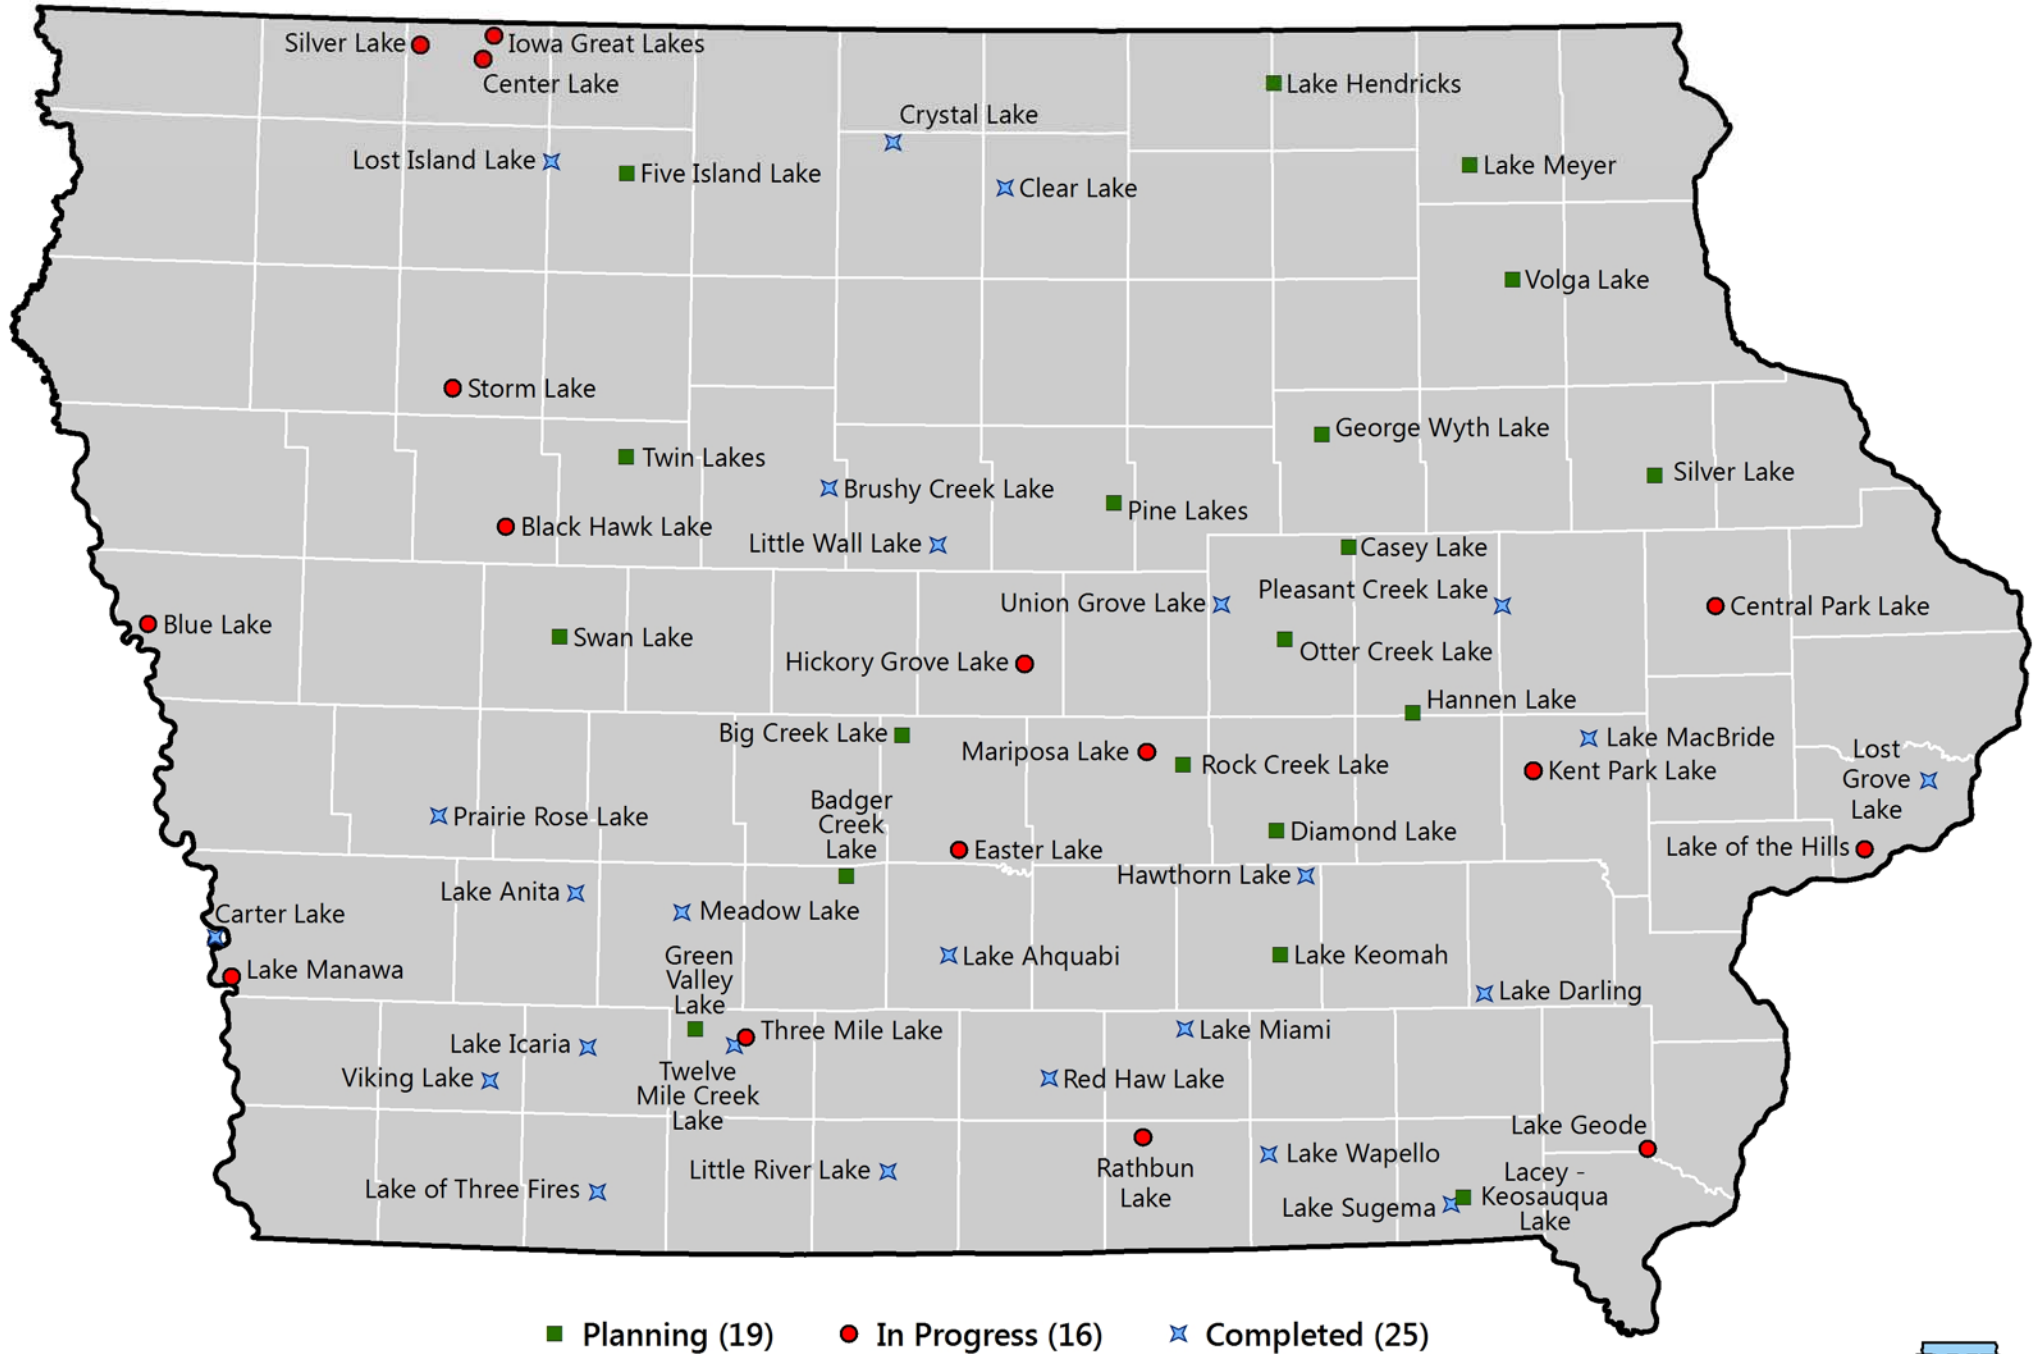 Silver Lake
Iowa Great Lakes
Center Lake
Lake Hendricks
Crystal Lake
Lost Island Lake
Five Island Lake
Clear Lake
Lake Meyer
Volga Lake
Storm Lake
George Wyth Lake
Twin Lakes
Silver Lake
Brushy Creek Lake
Pine Lakes
Black Hawk Lake
Little Wall Lake
Casey Lake
Pleasant Creek Lake
Union Grove Lake
Central Park Lake
Blue Lake
Swan Lake
Otter Creek Lake
Hickory Grove Lake
Hannen Lake
Big Creek Lake
Mariposa Lake
Rock Creek Lake
Lake MacBride
Kent Park Lake
Lost
Grove
Lake
Prairie Rose Lake
Badger
Creek
Lake
Diamond Lake
Easter Lake
Lake of the Hills
Hawthorn Lake
Lake Anita
Carter Lake
Meadow Lake
Lake Ahquabi
Lake Keomah
Lake Manawa
Green
Valley
Lake
Lake Darling
Three Mile Lake
Lake Miami
Lake Icaria
Viking Lake
Twelve
Mile Creek
Lake
Red Haw Lake
Lake Geode
Rathbun
Lake
Lake Wapello
Little River Lake
Lake of Three Fires
Lake Sugema
Lacey -
Keosauqua
Lake
Planning (19) In Progress (16) Completed (25)